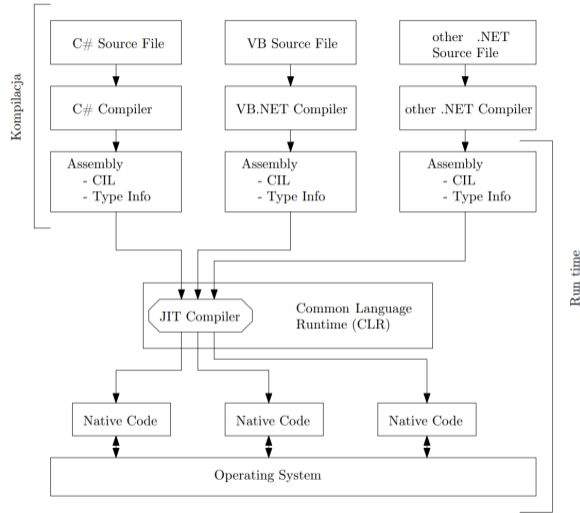 C# Source File
VB Source File
other .NET
Source File
Kompilacja
C# Compiler
VB.NET Compiler
other .NET Compiler
Assembly
- CIL
- Type Info
Assembly
- CIL
- Type Info
Assembly
- CIL
- Type Info
Run time
JIT Compiler
Common Language
Runtime (CLR)
Native Code
Native Code
Native Code
Operating System